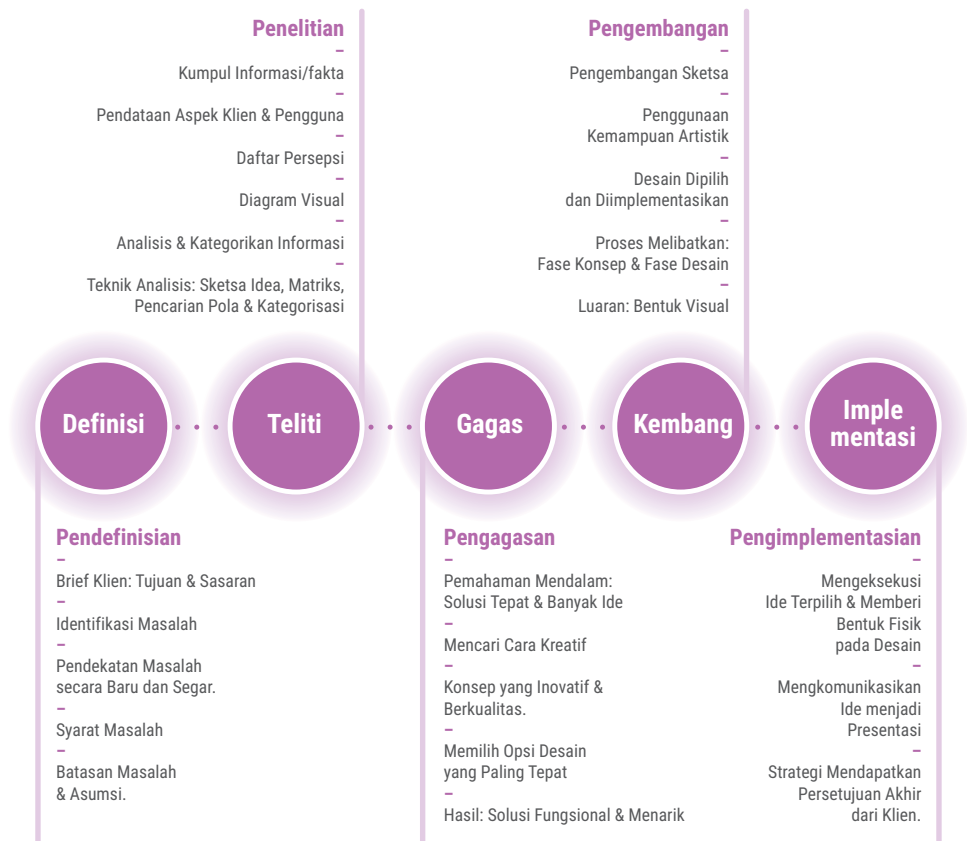 Penelitian
–
Kumpul Informasi/fakta
–
Pendataan Aspek Klien & Pengguna
–
Daftar Persepsi
–
Diagram Visual
–
Analisis & Kategorikan Informasi
–
Teknik Analisis: Sketsa Idea, Matriks,
Pencarian Pola & Kategorisasi
Pengembangan
–
Pengembangan Sketsa
–
Penggunaan
Kemampuan Artistik
–
Desain Dipilih
dan Diimplementasikan
–
Proses Melibatkan:
Fase Konsep & Fase Desain
–
Luaran: Bentuk Visual
Definisi
Teliti
Gagas
Kembang
Imple
mentasi
Pendefinisian
–
Brief Klien: Tujuan & Sasaran
–
Identifikasi Masalah
–
Pendekatan Masalah
secara Baru dan Segar.
–
Syarat Masalah
–
Batasan Masalah
& Asumsi.
Pengagasan
–
Pemahaman Mendalam:
Solusi Tepat & Banyak Ide
–
Mencari Cara Kreatif
–
Konsep yang Inovatif &
Berkualitas.
–
Memilih Opsi Desain
yang Paling Tepat
–
Hasil: Solusi Fungsional & Menarik
Pengimplementasian
–
Mengeksekusi
Ide Terpilih & Memberi
Bentuk Fisik
pada Desain
–
Mengkomunikasikan
Ide menjadi
Presentasi
–
Strategi Mendapatkan
Persetujuan Akhir
dari Klien.